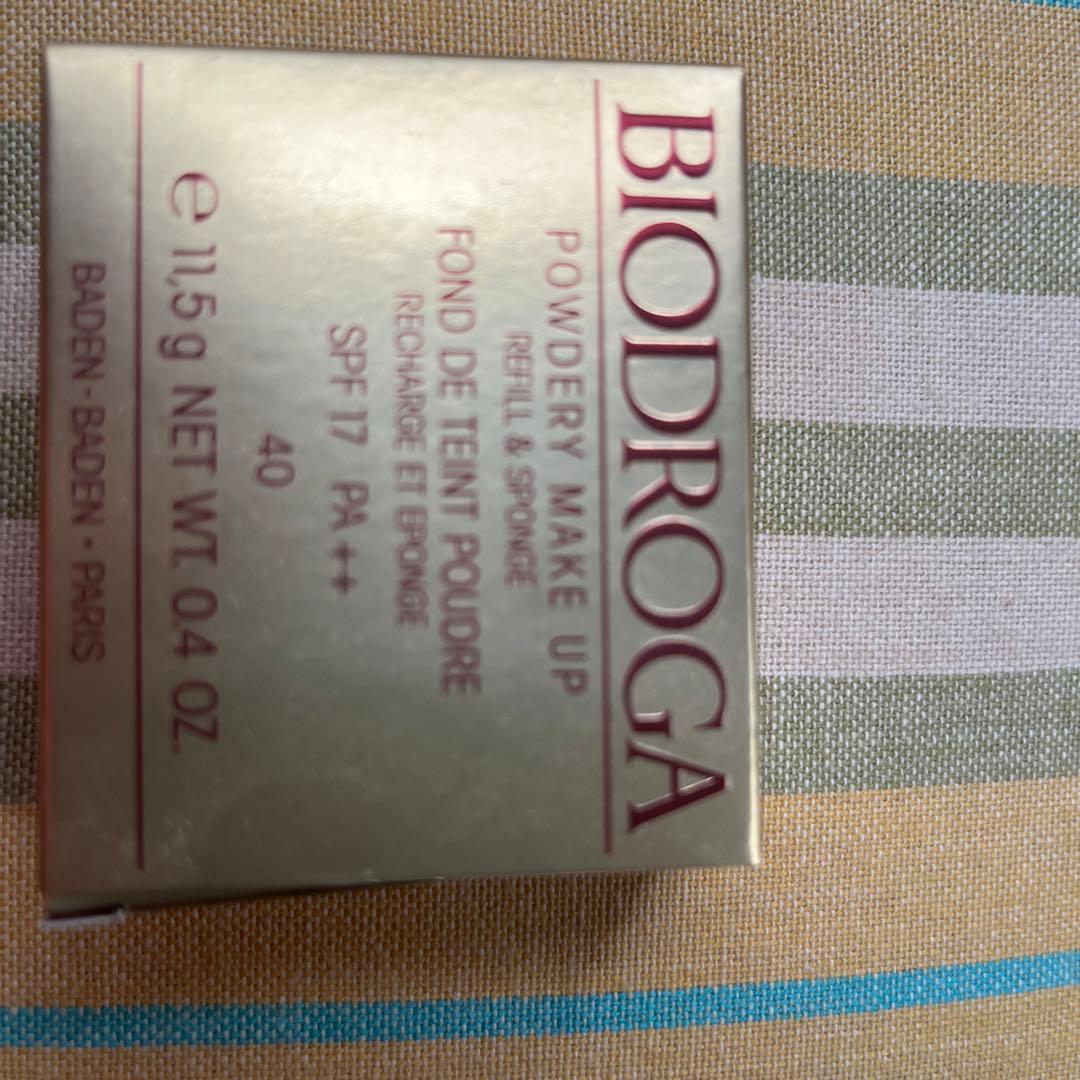 BIODROGA
POWDERY MAKE UP
REFILL & SPONGE
FOND DE TEINT POUDRE
RECHARGE ET EPONGE
SPF 17 PA ++
40
e 11,5 g NET WT. 0.4 OZ.
BADEN-BADEN • PARIS